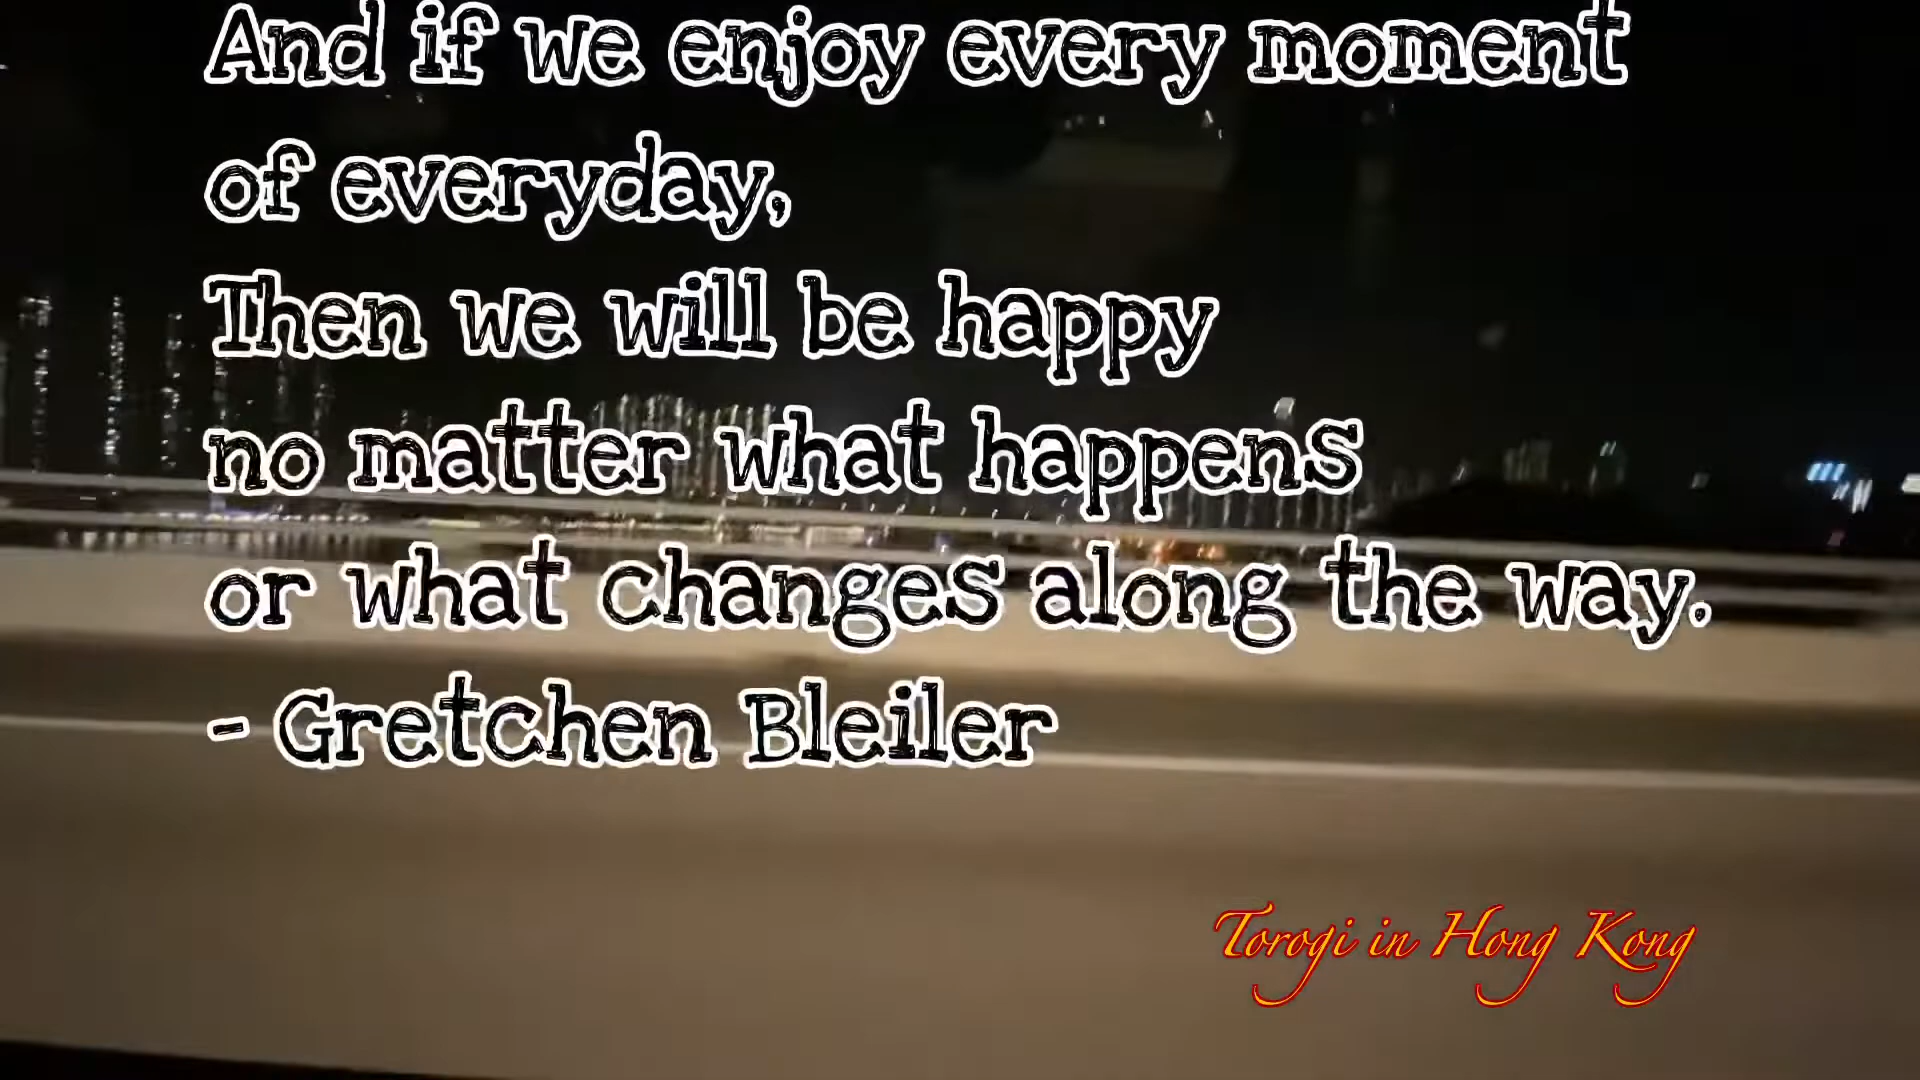 And if we enjoy every moment
of everyday,
Then we will be happy
no matter what happens
or what changes along the way.
- Gretchen Bleiler
Torogi in Hong Kong